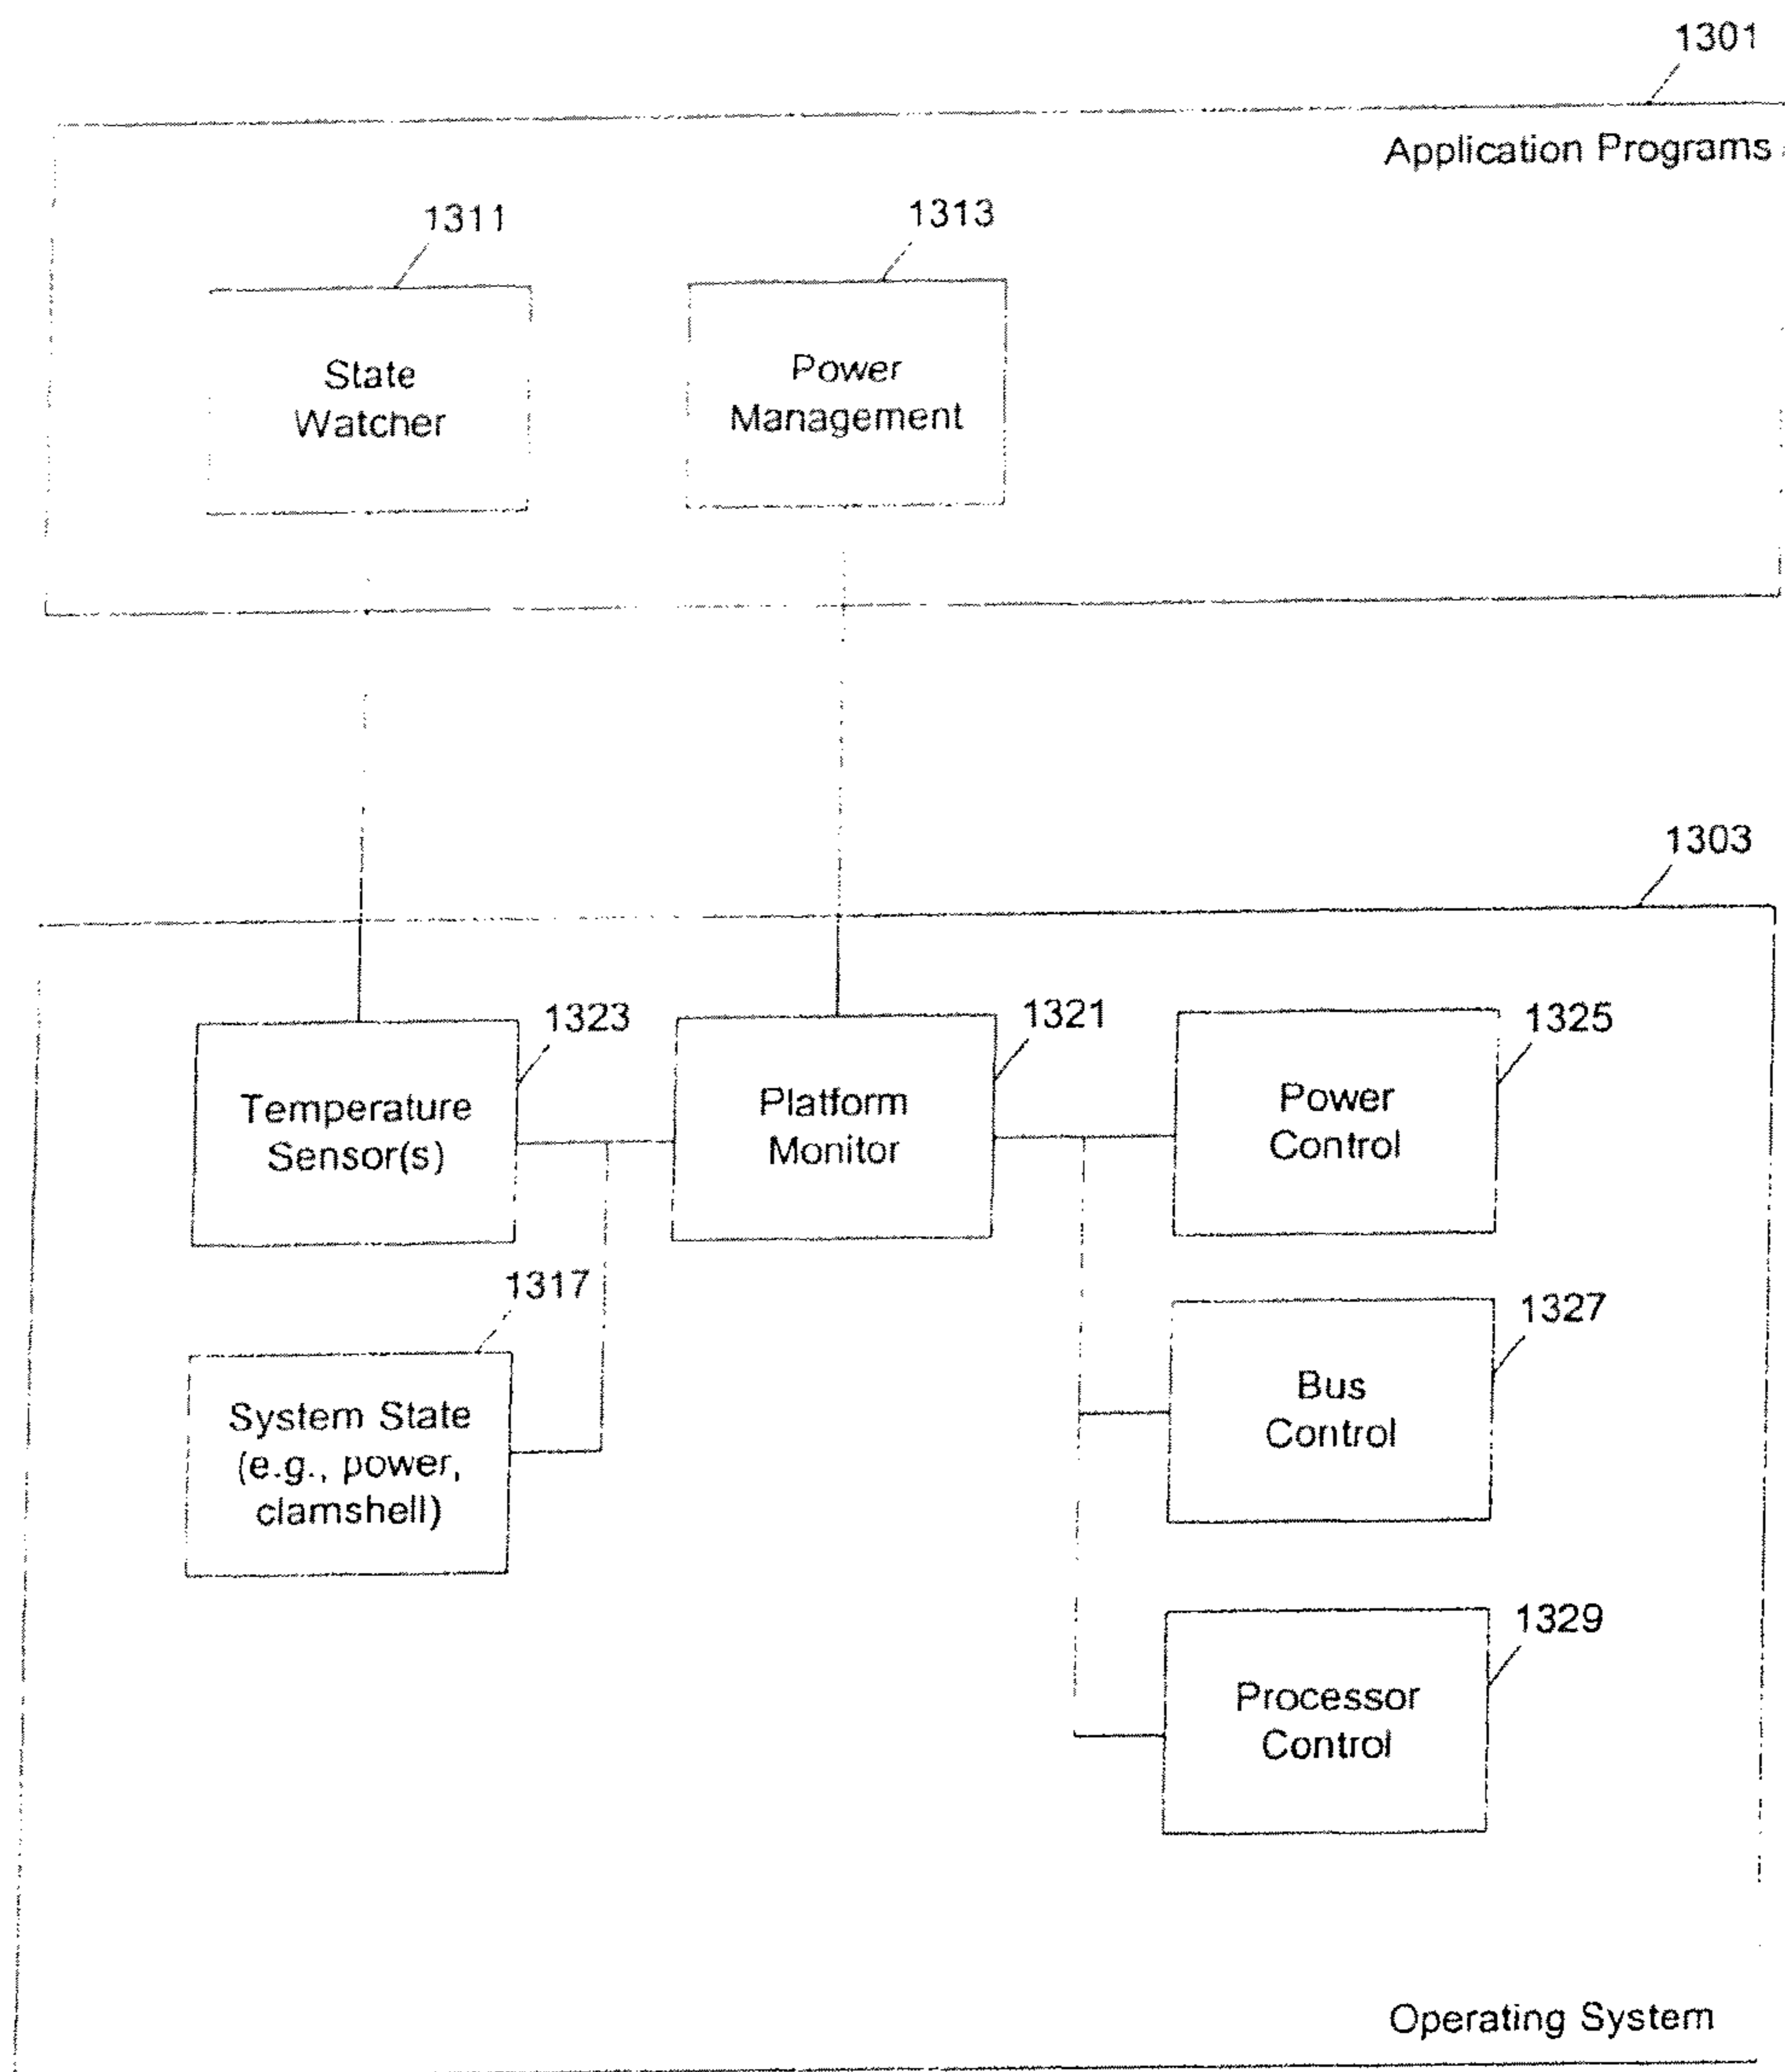 1301
Application Programs
1311
1313
State
Watcher
Power
Management
1303
1323
1321
1325
Temperature
Sensor(s)
Platform
Monitor
Power
Control
1317
1327
System State
(e.g., power,
clamshell)
Bus
Control
1329
Processor
Control
Operating System